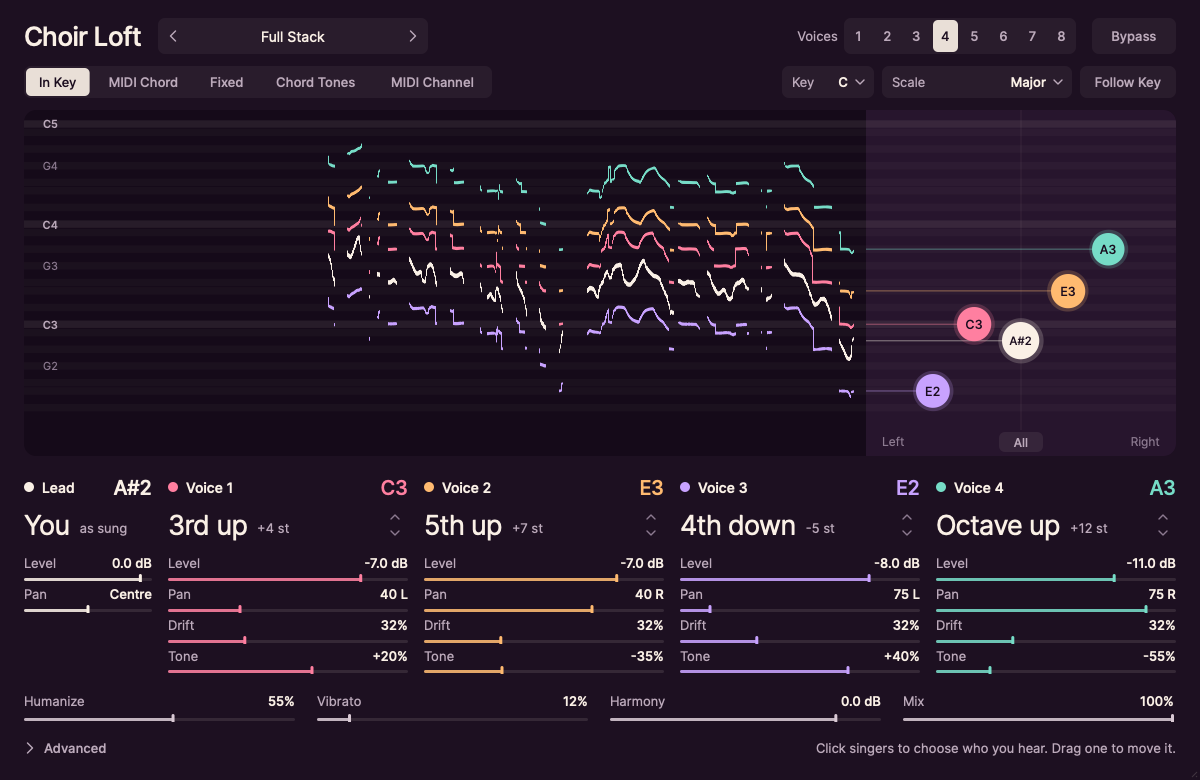 Choir Loft Full Stack Voices 1 2 3 4 5 6 7 8 Bypass
In Key MIDI Chord Fixed Chord Tones MIDI Channel Key C Scale Major Follow Key
C5
G4
C4
G3
C3
G2
A3
E3
C3
A#2
E2
Left All Right
Lead A#2 Voice 1 C3 Voice 2 E3 Voice 3 E2 Voice 4 A3
You as sung 3rd up +4 st 5th up +7 st 4th down -5 st Octave up +12 st
Level 0.0 dB Level -7.0 dB Level -7.0 dB Level -8.0 dB Level -11.0 dB
Pan Centre Pan 40 L Pan 40 R Pan 75 L Pan 75 R
Drift 32% Drift 32% Drift 32% Drift 32%
Tone +20% Tone -35% Tone +40% Tone -55%
Humanize 55% Vibrato 12% Harmony 0.0 dB Mix 100%
Advanced Click singers to choose who you hear. Drag one to move it.